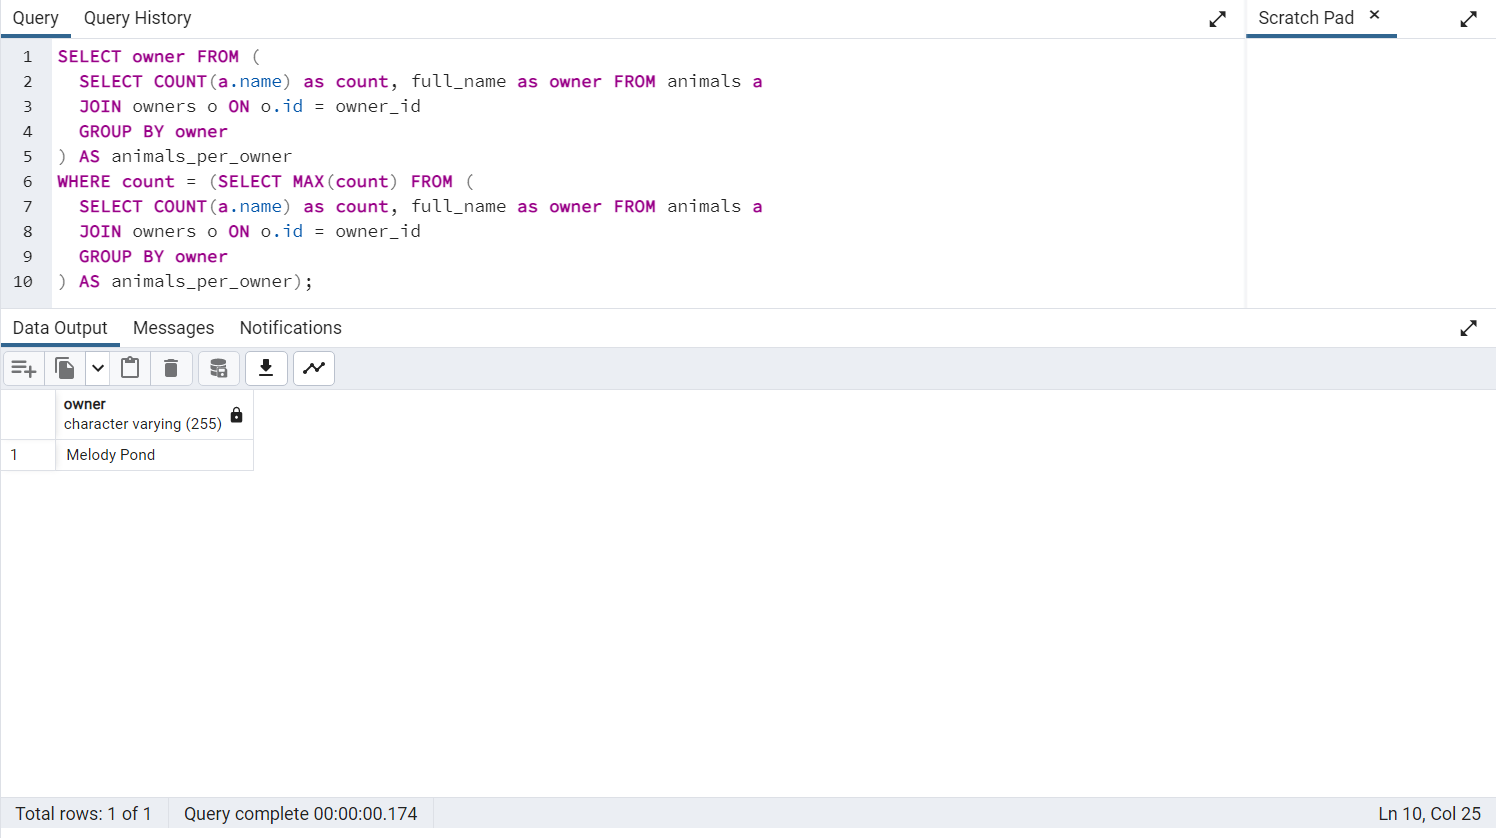 Query Query History Scratch Pad ×
1 SELECT owner FROM (
2 SELECT COUNT(a.name) as count, full_name as owner FROM animals a
3 JOIN owners o ON o.id = owner_id
4 GROUP BY owner
5 ) AS animals_per_owner
6 WHERE count = (SELECT MAX(count) FROM (
7 SELECT COUNT(a.name) as count, full_name as owner FROM animals a
8 JOIN owners o ON o.id = owner_id
9 GROUP BY owner
10 ) AS animals_per_owner);
Data Output Messages Notifications
owner
character varying (255)
1 Melody Pond
Total rows: 1 of 1 Query complete 00:00:00.174 Ln 10, Col 25